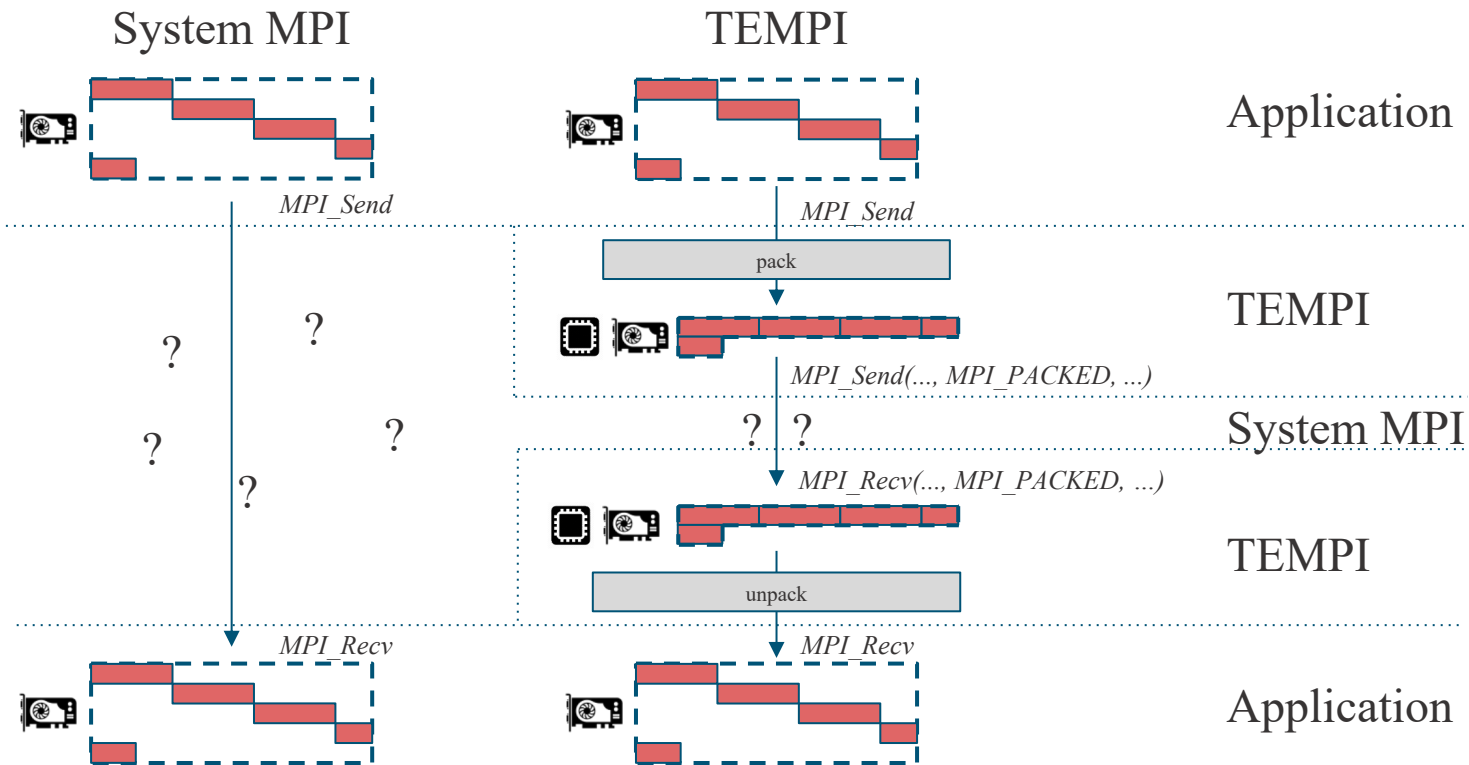 System MPI
TEMPI
Application
MPI_Send
MPI_Send
pack
TEMPI
?
?
MPI_Send(..., MPI_PACKED, ...)
?
?
?
?
System MPI
?
MPI_Recv(..., MPI_PACKED, ...)
TEMPI
unpack
MPI_Recv
MPI_Recv
Application